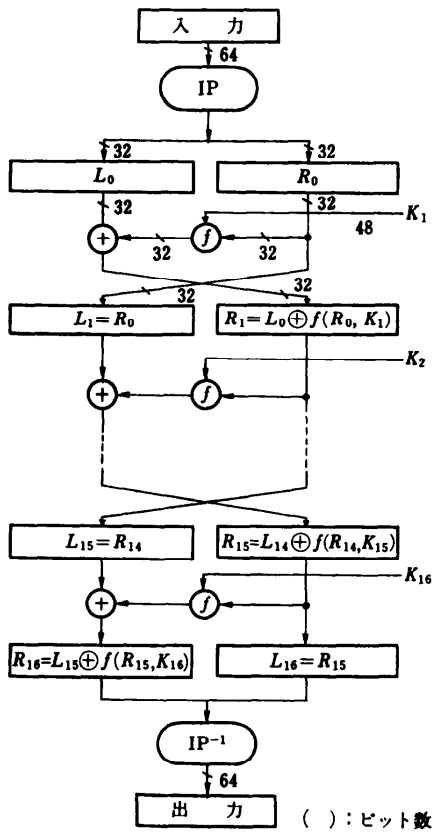 入 力
64
IP
32 32
L₀ R₀
32 32
+ f K₁
32 32 48
32 32
L₁=R₀ R₁=L₀⊕f(R₀, K₁)
K₂
+ f
L₁₅=R₁₄ R₁₅=L₁₄⊕f(R₁₄,K₁₅)
K₁₆
+ f
R₁₆=L₁₅⊕f(R₁₅,K₁₆) L₁₆=R₁₅
IP⁻¹
64
出 力
( ):ビット数